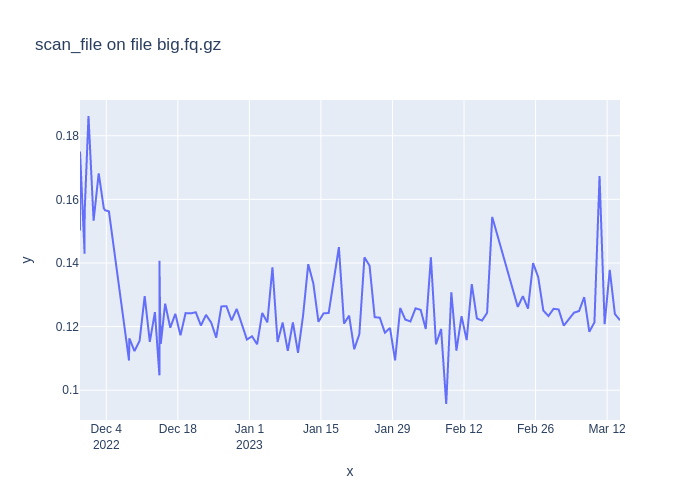 scan_file on file big.fq.gz
y
0.18
0.16
0.14
0.12
0.1
Dec 4
2022
Dec 18
Jan 1
2023
Jan 15
Jan 29
Feb 12
Feb 26
Mar 12
x